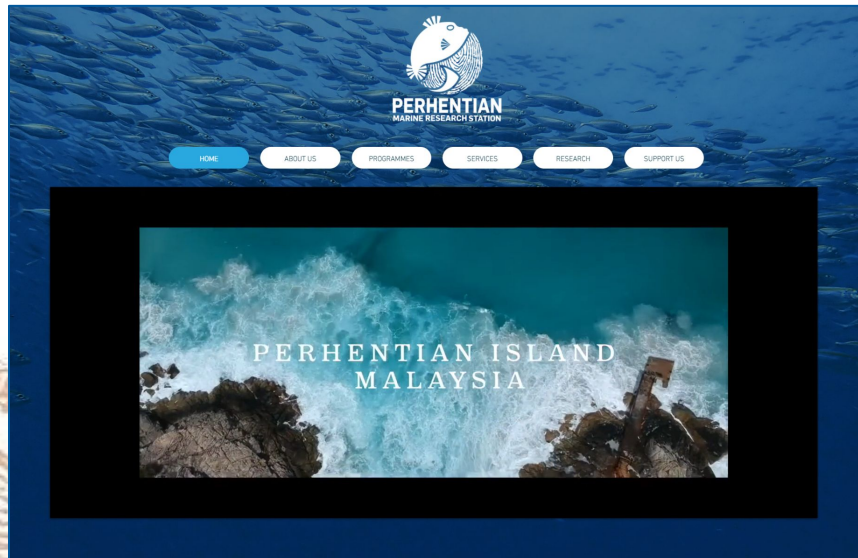 PERHENTIAN
MARINE RESEARCH STATION
HOME
ABOUT US
PROGRAMMES
SERVICES
RESEARCH
SUPPORT US
PERHENTIAN ISLAND
MALAYSIA